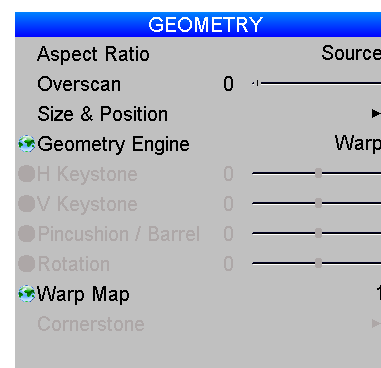 GEOMETRY
Aspect Ratio Source
Overscan 0
Size & Position
Geometry Engine Warp
H Keystone 0
V Keystone 0
Pincushion / Barrel 0
Rotation 0
Warp Map 1
Cornerstone